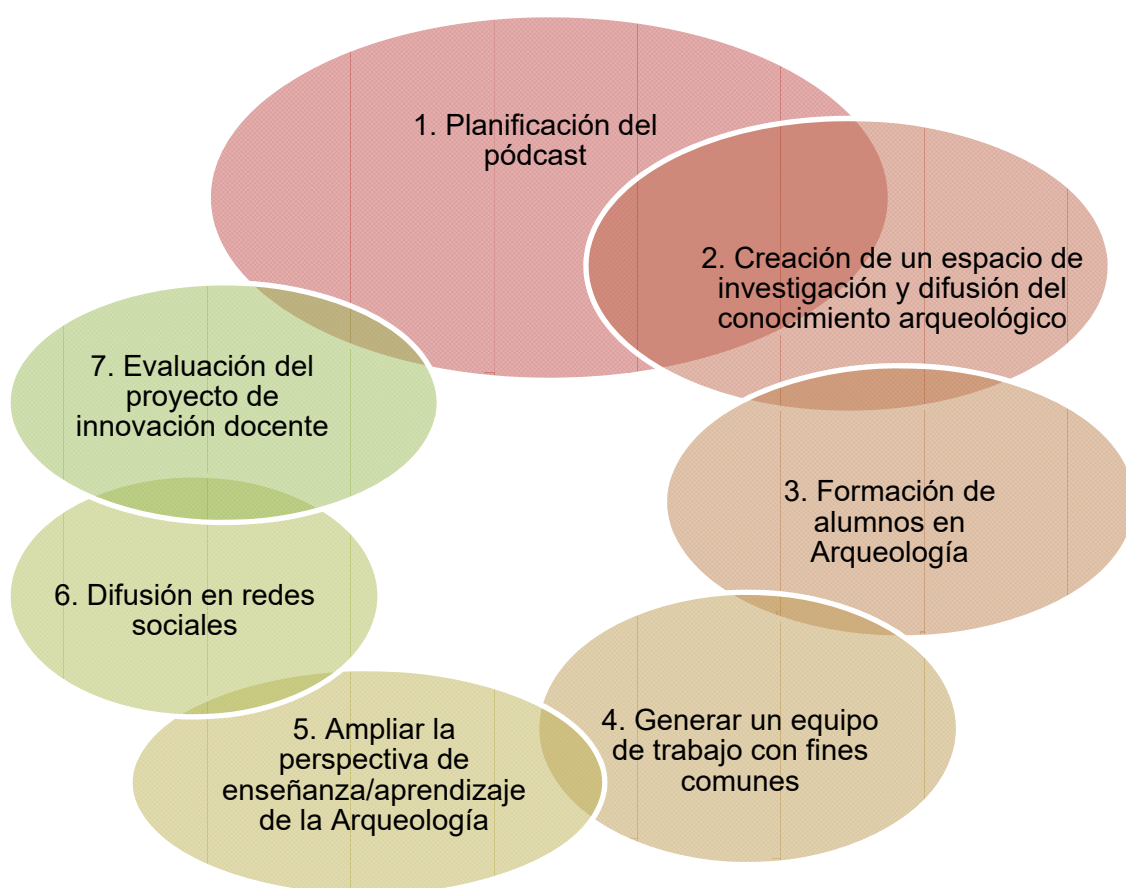 1. Planificación del
pódcast
2. Creación de un espacio de
investigación y difusión del
conocimiento arqueológico
3. Formación de
alumnos en
Arqueología
4. Generar un equipo
de trabajo con fines
comunes
5. Ampliar la
perspectiva de
enseñanza/aprendizaje
de la Arqueología
6. Difusión en redes
sociales
7. Evaluación del
proyecto de
innovación docente